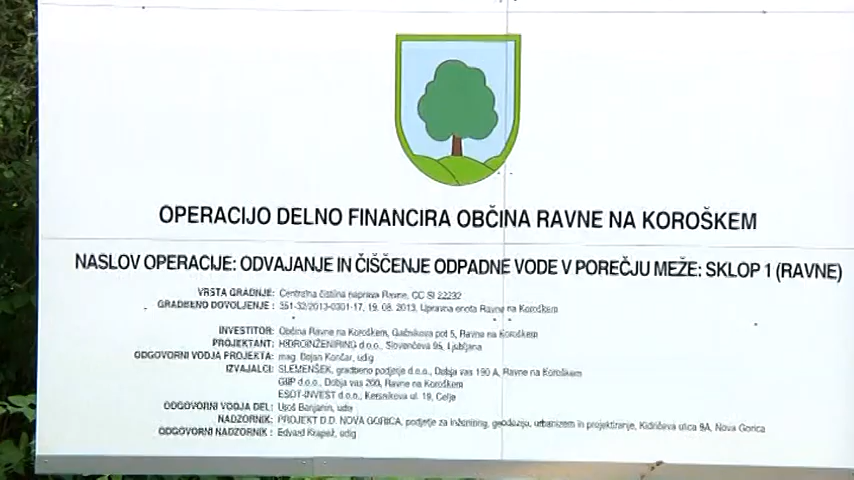 OPERACIJO DELNO FINANCIRA OBČINA RAVNE NA KOROŠKEM
NASLOV OPERACIJE: ODVAJANJE IN ČIŠČENJE ODPADNE VODE V POREČJU MEŽE: SKLOP 1 (RAVNE)
VRSTA GRADNJE: Centralna čistilna naprava Ravne, CC SI 22232
GRADBENO DOVOLJENJE : 351-32/2013-0301-17, 19. 08. 2013, Upravna enota Ravne na Koroškem
INVESTITOR: Občina Ravne na Koroškem, Gačnikova pot 5, Ravne na Koroškem
PROJEKTANT: HIDROINŽENIRING d.o.o., Slovenčeva 95, Ljubljana
ODGOVORNI VODJA PROJEKTA: mag. Bojan Končar, udig
IZVAJALCI: SLEMENŠEK, gradbeno podjetje d.o.o., Dobja vas 190 A, Ravne na Koroškem
GIIP d.o.o., Dobja vas 200, Ravne na Koroškem
ESOT-INVEST d.o.o., Kersnikova ul. 19, Celje
ODGOVORNI VODJA DEL: Uroš Banjanin,
NADZORNIK: PROJEKT D.D. NOVA GORICA, podjetje za inženiring, geodezijo, urbanizem in projektiranje, Kidričeva ulica 9A, Nova Gorica
ODGOVORNI NADZORNIK : Edvard Krapež, udig